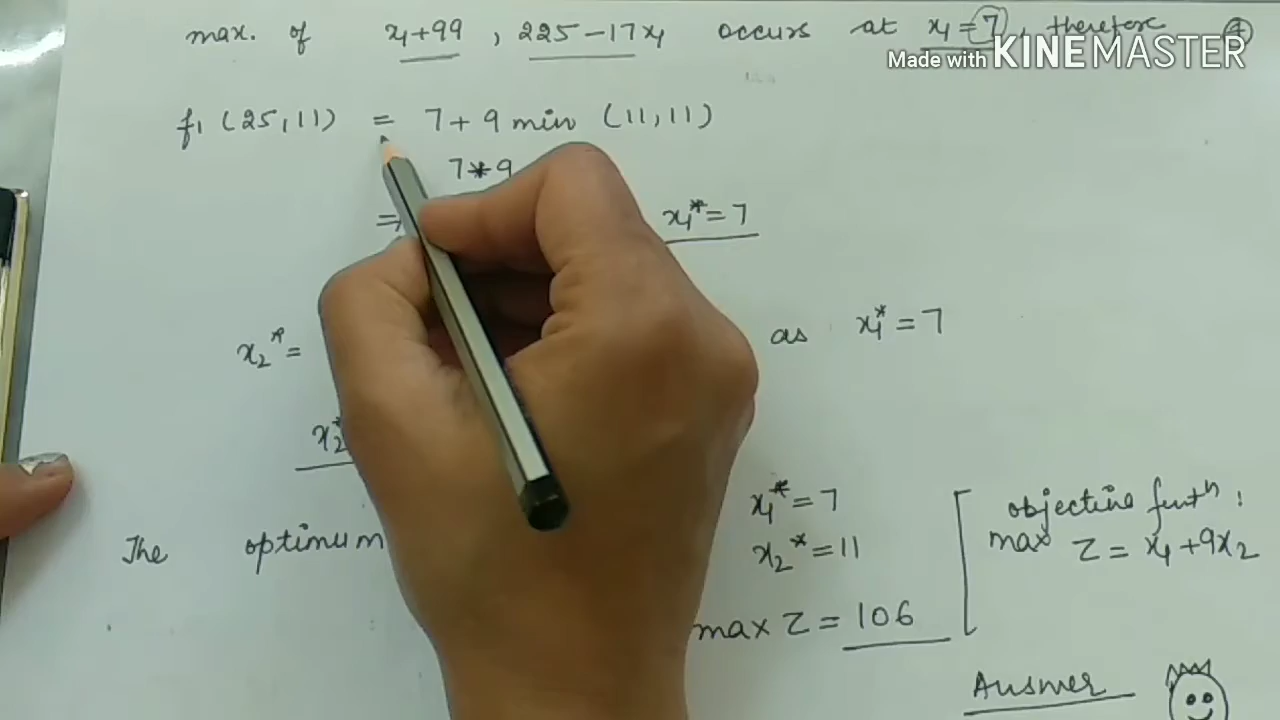 max. of x₁+99 , 225-17x₁ occurs at x₁=7, therefore
Made with KINEMASTER
f₁ (25,11) = 7+ 9 min (11,11)
7*9
⇒ x₁*=7
x₂*= as x₁*=7
x₂*
x₁*=7 objective funtⁿ:
The optimum x₂*=11 max Z = x₁+9x₂
max Z = 106
Answer